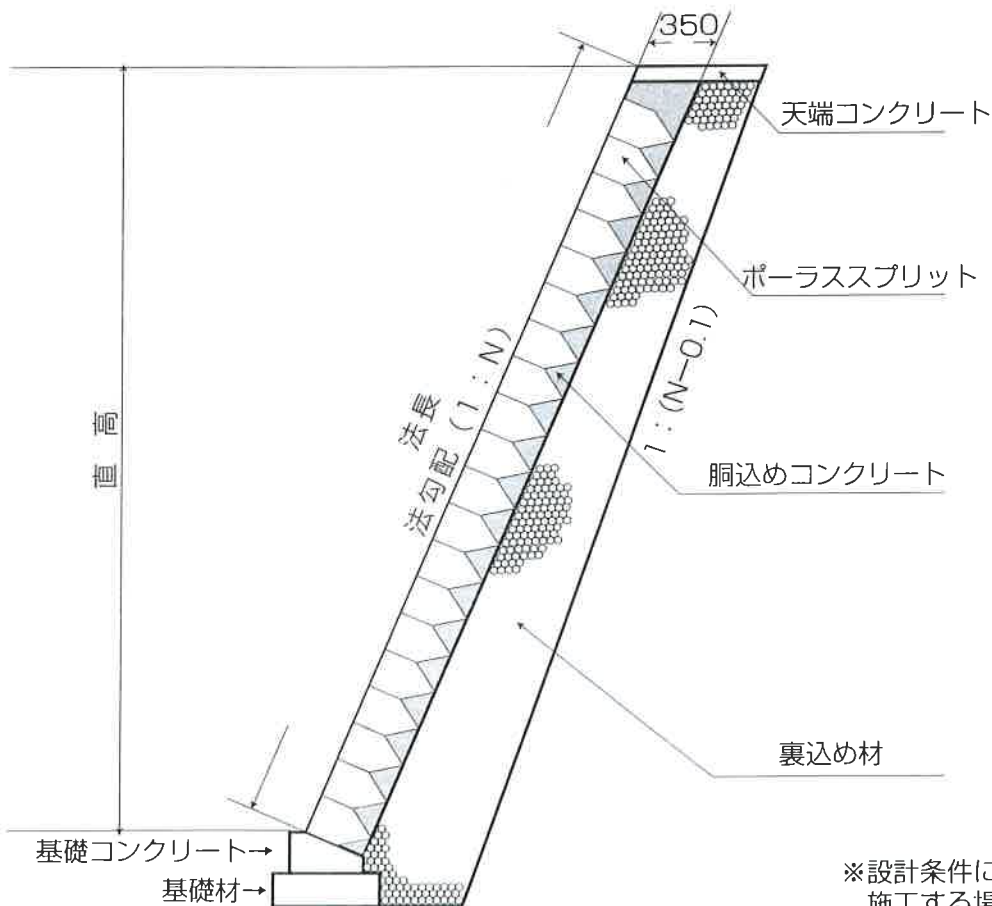 350
天端コンクリート
ポーラススプリット
1:(N—0.1)
法長
法勾配(1:N)
直高
胴込めコンクリート
裏込め材
基礎コンクリート→
基礎材→
※設計条件に
施工する場